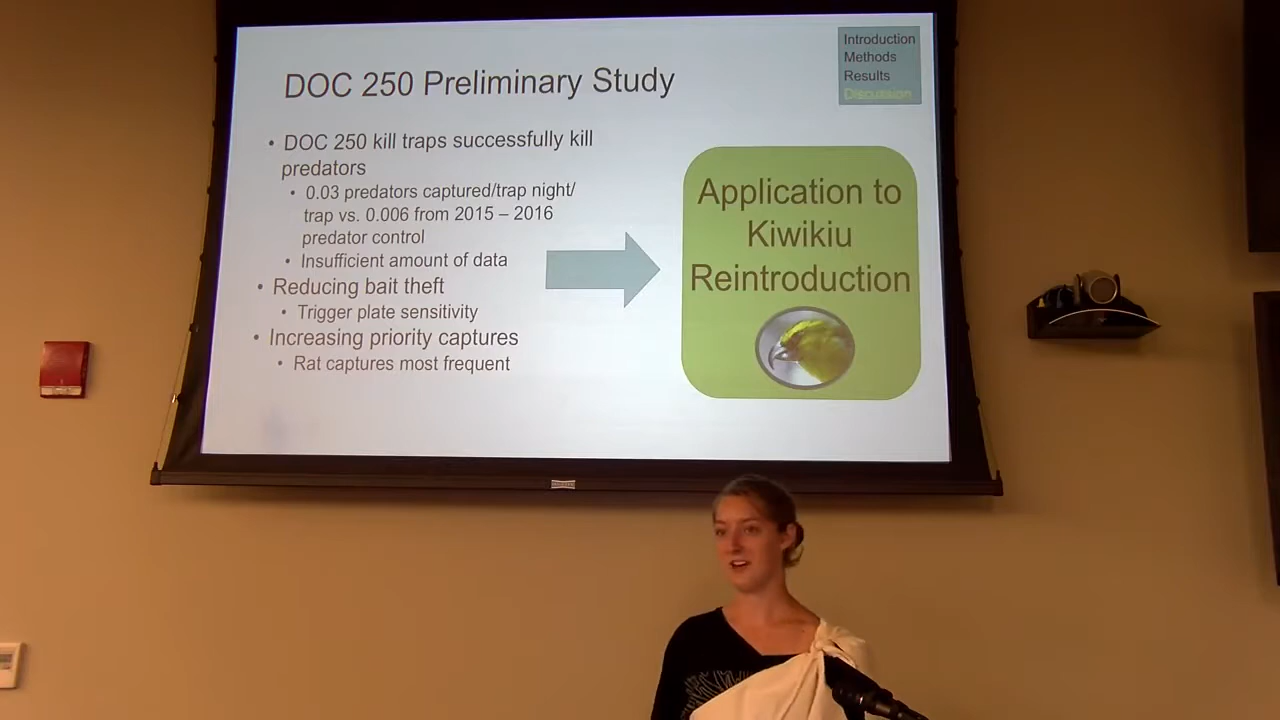 Introduction
Methods
Results
Discussion
DOC 250 Preliminary Study
• DOC 250 kill traps successfully kill
predators
• 0.03 predators captured/trap night/
trap vs. 0.006 from 2015 – 2016
predator control
• Insufficient amount of data
• Reducing bait theft
• Trigger plate sensitivity
• Increasing priority captures
• Rat captures most frequent
Application to
Kiwikiu
Reintroduction